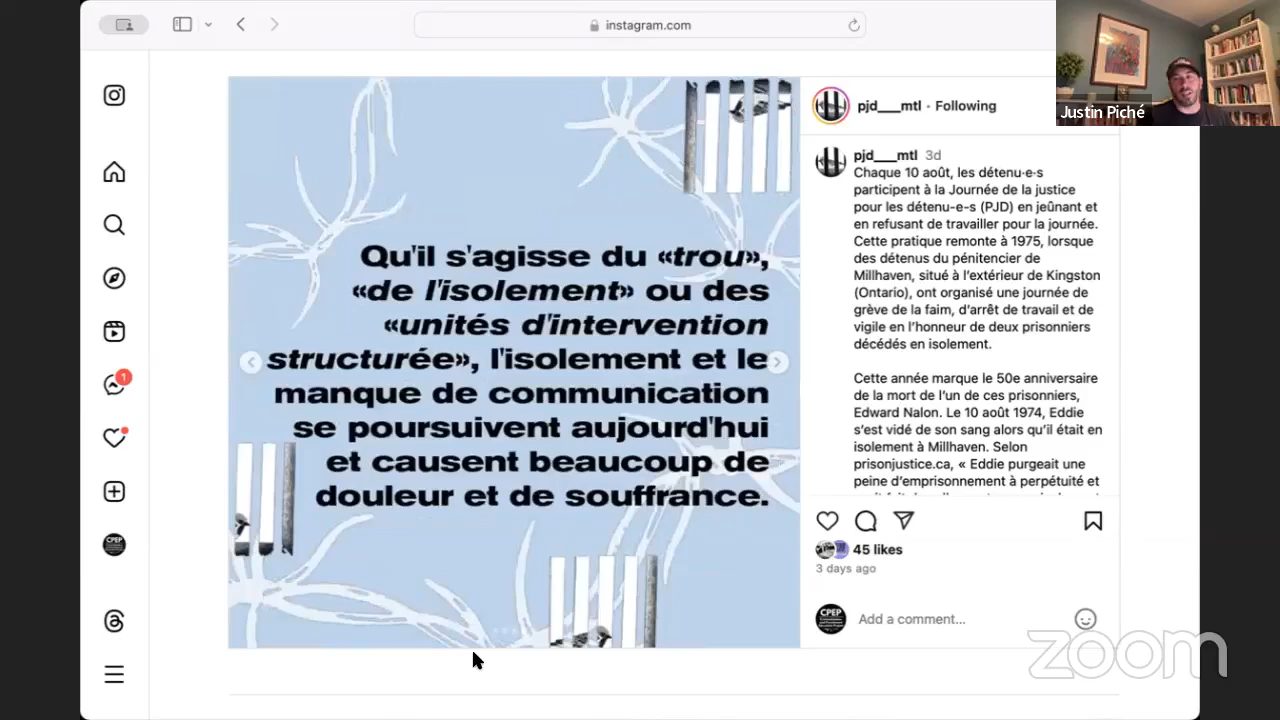 instagram.com
Justin Piché
Qu'il s'agisse du «trou»,
«de l'isolement» ou des
«unités d'intervention
structurée», l'isolement et le
manque de communication
se poursuivent aujourd'hui
et causent beaucoup de
douleur et de souffrance.
pjd___mtl • Following
pjd___mtl 3d
Chaque 10 août, les détenu·e·s
participent à la Journée de la justice
pour les détenu-e-s (PJD) en jeûnant et
en refusant de travailler pour la journée.
Cette pratique remonte à 1975, lorsque
des détenus du pénitencier de
Millhaven, situé à l'extérieur de Kingston
(Ontario), ont organisé une journée de
grève de la faim, d'arrêt de travail et de
vigile en l'honneur de deux prisonniers
décédés en isolement.
Cette année marque le 50e anniversaire
de la mort de l'un de ces prisonniers,
Edward Nalon. Le 10 août 1974, Eddie
s'est vidé de son sang alors qu'il était en
isolement à Millhaven. Selon
prisonjustice.ca, « Eddie purgeait une
peine d'emprisonnement à perpétuité et
45 likes
3 days ago
CPEP
Add a comment...
1
CPEP
zoom